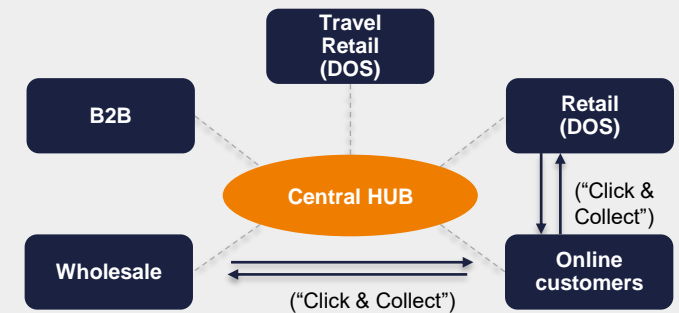 Travel
Retail
(DOS)
B2B
Retail
(DOS)
Central HUB
(“Click &
Collect”)
Wholesale
Online
customers
(“Click & Collect”)